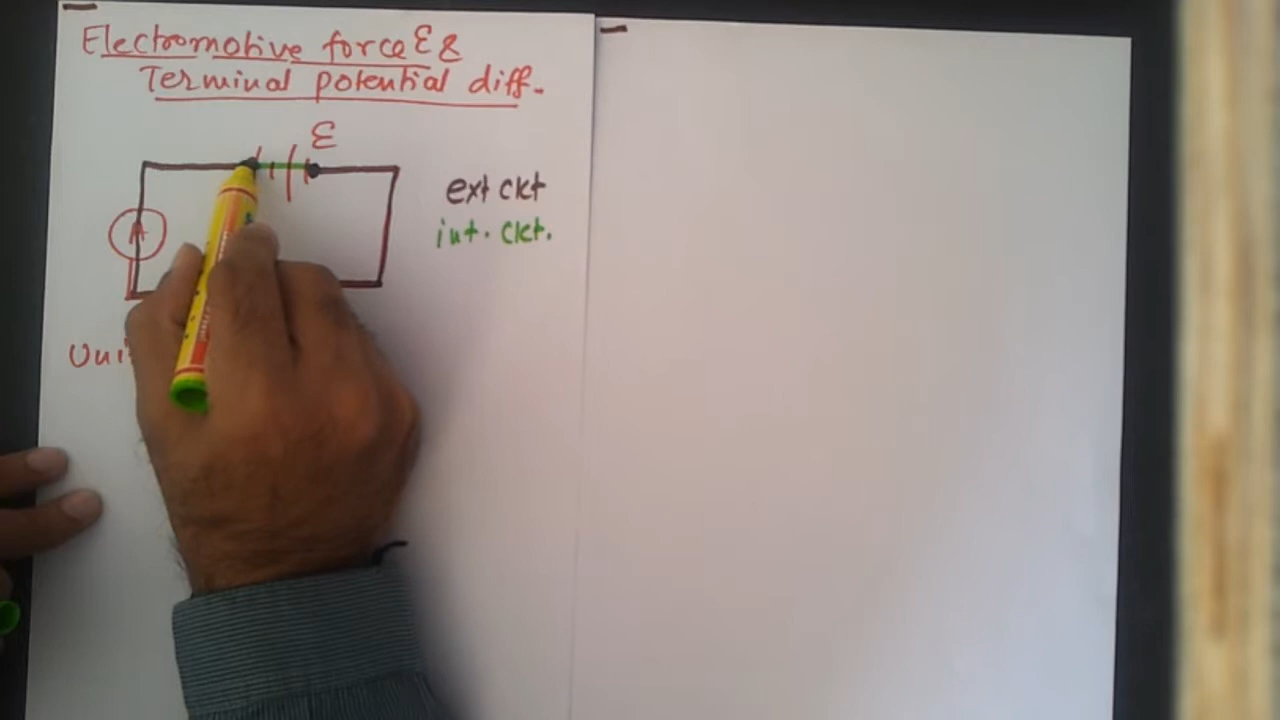 Electromotive force ε &
Terminal potential diff.
ε
ext ckt
int. ckt.
A